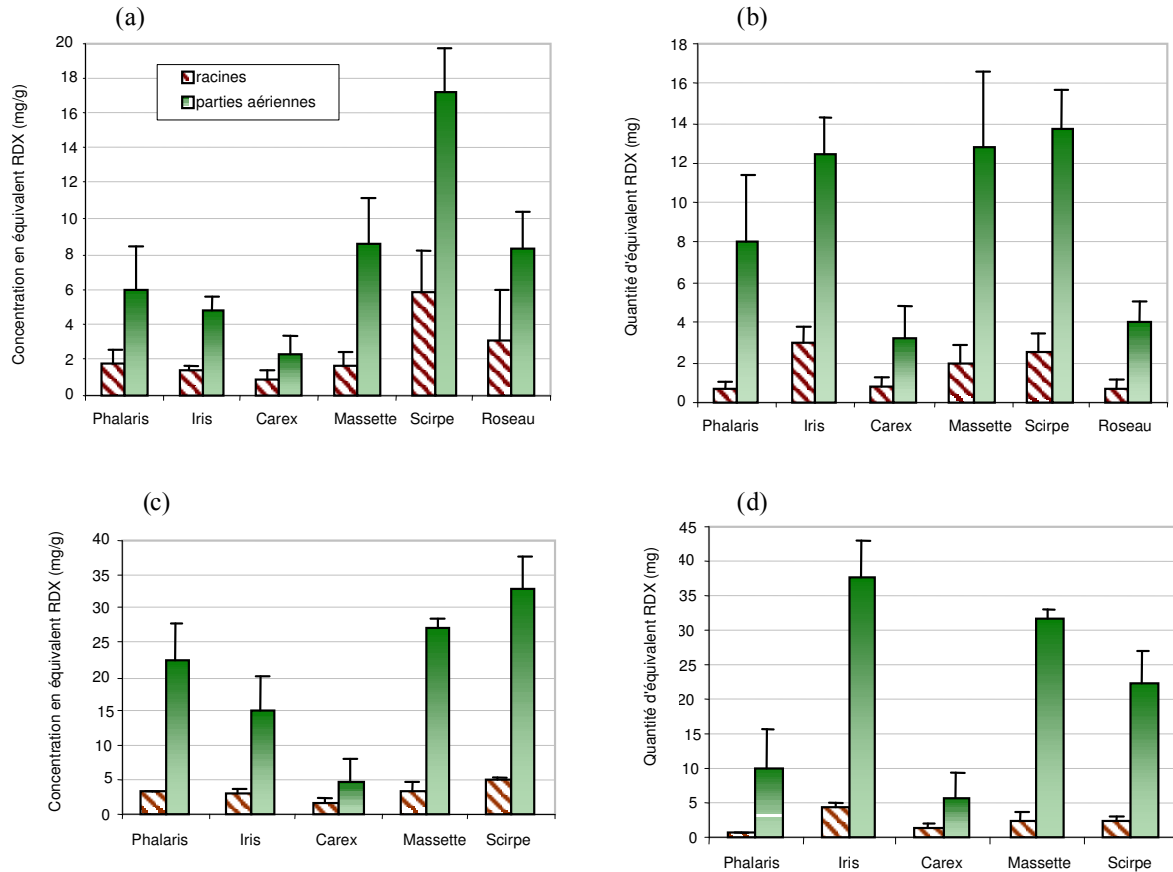 (a)
Concentration en équivalent RDX (mg/g)
20
18
16
14
12
10
8
6
4
2
0
racines
parties aériennes
Phalaris Iris Carex Massette Scirpe Roseau
(b)
Quantité d'équivalent RDX (mg)
18
16
14
12
10
8
6
4
2
0
Phalaris Iris Carex Massette Scirpe Roseau
(c)
Concentration en équivalent RDX (mg/g)
40
35
30
25
20
15
10
5
0
Phalaris Iris Carex Massette Scirpe
(d)
Quantité d'équivalent RDX (mg)
45
40
35
30
25
20
15
10
5
0
Phalaris Iris Carex Massette Scirpe